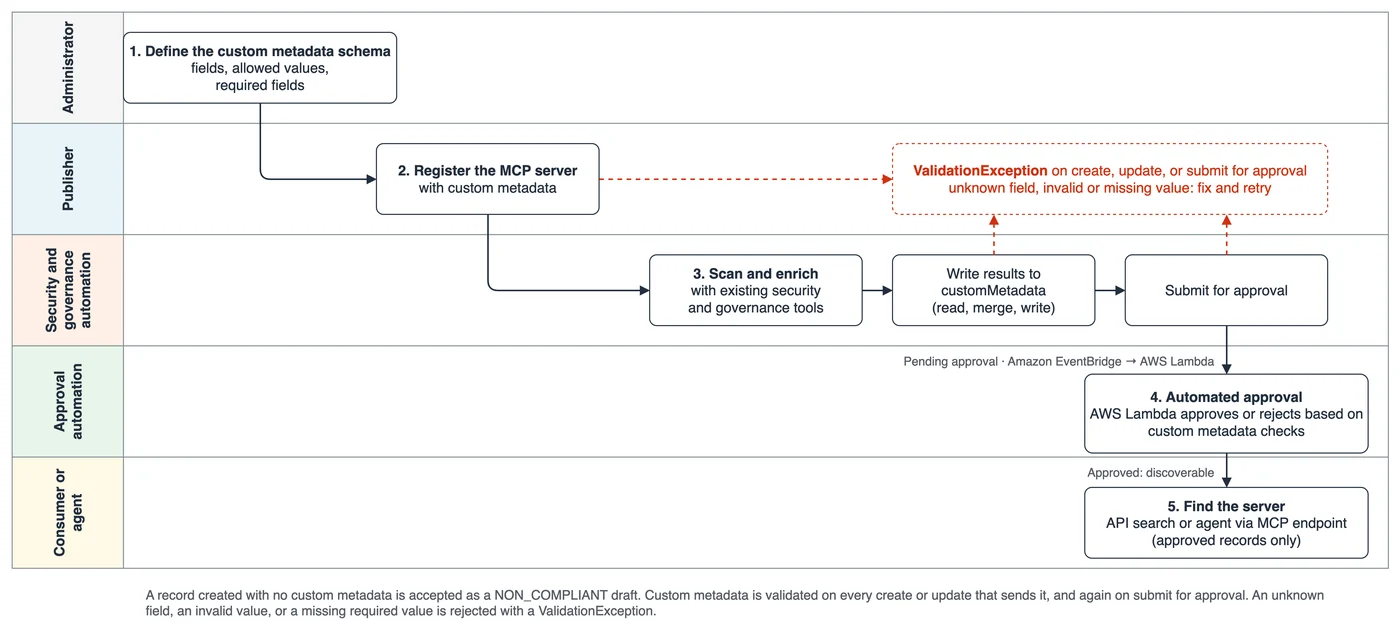 Administrator
1. Define the custom metadata schema
fields, allowed values,
required fields
Publisher
2. Register the MCP server
with custom metadata
ValidationException on create, update, or submit for approval
unknown field, invalid or missing value: fix and retry
Security and
governance
automation
3. Scan and enrich
with existing security
and governance tools
Write results to
customMetadata
(read, merge, write)
Submit for approval
Approval
automation
Pending approval · Amazon EventBridge → AWS Lambda
4. Automated approval
AWS Lambda approves or rejects based on
custom metadata checks
Consumer or
agent
Approved: discoverable
5. Find the server
API search or agent via MCP endpoint
(approved records only)
A record created with no custom metadata is accepted as a NON_COMPLIANT draft. Custom metadata is validated on every create or update that sends it, and again on submit for approval. An unknown
field, an invalid value, or a missing required value is rejected with a ValidationException.